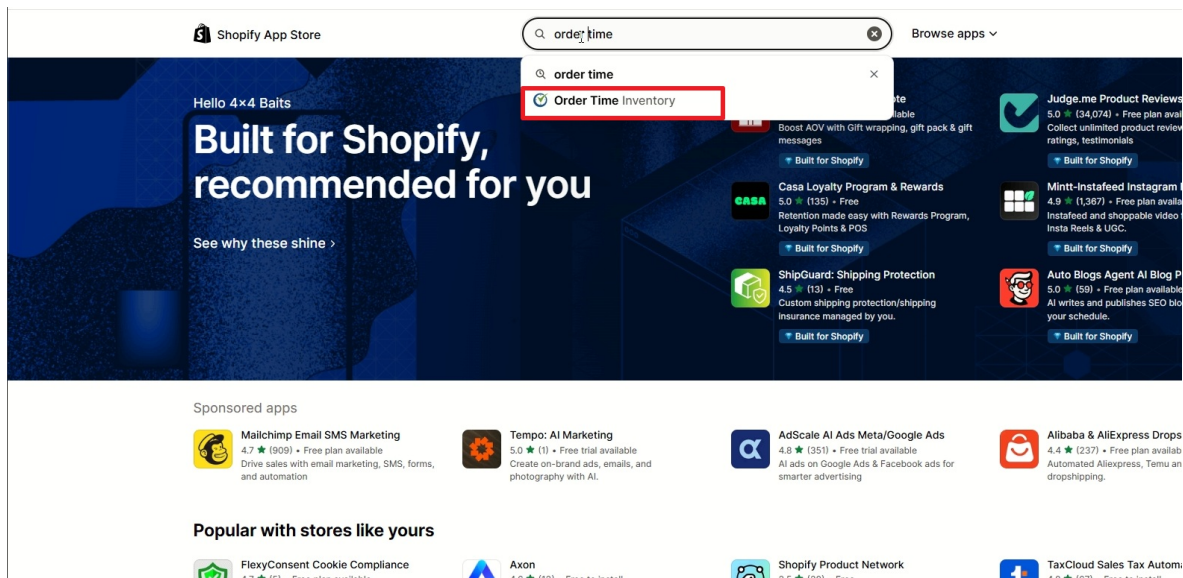 Shopify App Store
order time
Browse apps
order time
Order Time Inventory
Hello 4x4 Baits
Built for Shopify,
recommended for you
See why these shine ›
Boost AOV with Gift wrapping, gift pack & gift
messages
Built for Shopify
Casa Loyalty Program & Rewards
CASA
5.0 ★ (135) • Free
Retention made easy with Rewards Program,
Loyalty Points & POS
Built for Shopify
ShipGuard: Shipping Protection
4.5 ★ (13) • Free
Custom shipping protection/shipping
insurance managed by you.
Built for Shopify
Judge.me Product Reviews
5.0 ★ (34,074) • Free plan avai
Collect unlimited product review
ratings, testimonials
Built for Shopify
Mintt-Instafeed Instagram
4.9 ★ (1,367) • Free plan availa
Instafeed and shoppable video
Insta Reels & UGC.
Built for Shopify
Auto Blogs Agent AI Blog P
5.0 ★ (59) • Free plan available
AI writes and publishes SEO blo
your schedule.
Built for Shopify
Sponsored apps
Mailchimp Email SMS Marketing
4.7 ★ (909) • Free plan available
Drive sales with email marketing, SMS, forms,
and automation
Tempo: AI Marketing
5.0 ★ (1) • Free trial available
Create on-brand ads, emails, and
photography with AI.
AdScale AI Ads Meta/Google Ads
4.8 ★ (351) • Free trial available
AI ads on Google Ads & Facebook ads for
smarter advertising
Alibaba & AliExpress Drops
4.4 ★ (237) • Free plan availab
Automated Aliexpress, Temu an
dropshipping.
Popular with stores like yours
FlexyConsent Cookie Compliance
Axon
Shopify Product Network
TaxCloud Sales Tax Automa